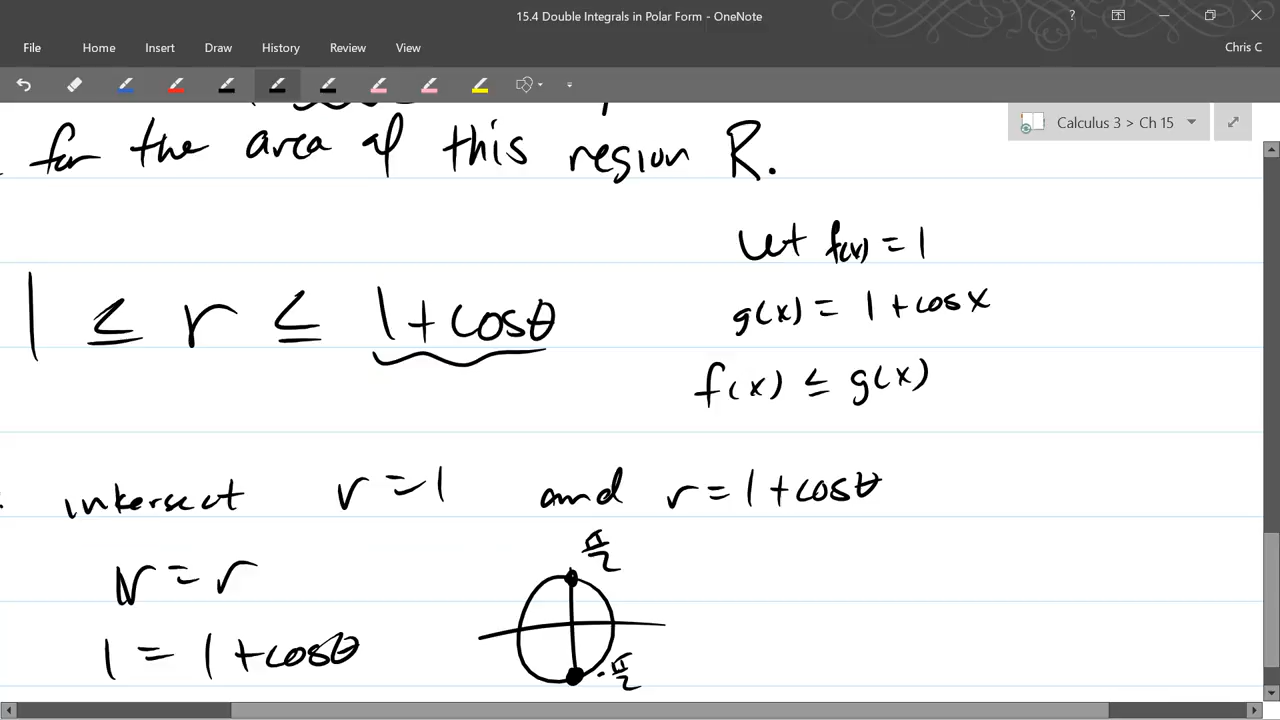 15.4 Double Integrals in Polar Form - OneNote
File Home Insert Draw History Review View
Chris C
Calculus 3 > Ch 15
for the area of this region R.
let f(x) = 1
1 ≤ r ≤ 1+cosθ
g(x) = 1+cosx
f(x) ≤ g(x)
intersect r=1 and r=1+cosθ
π/2
r = r
1 = 1+cosθ
-π/2